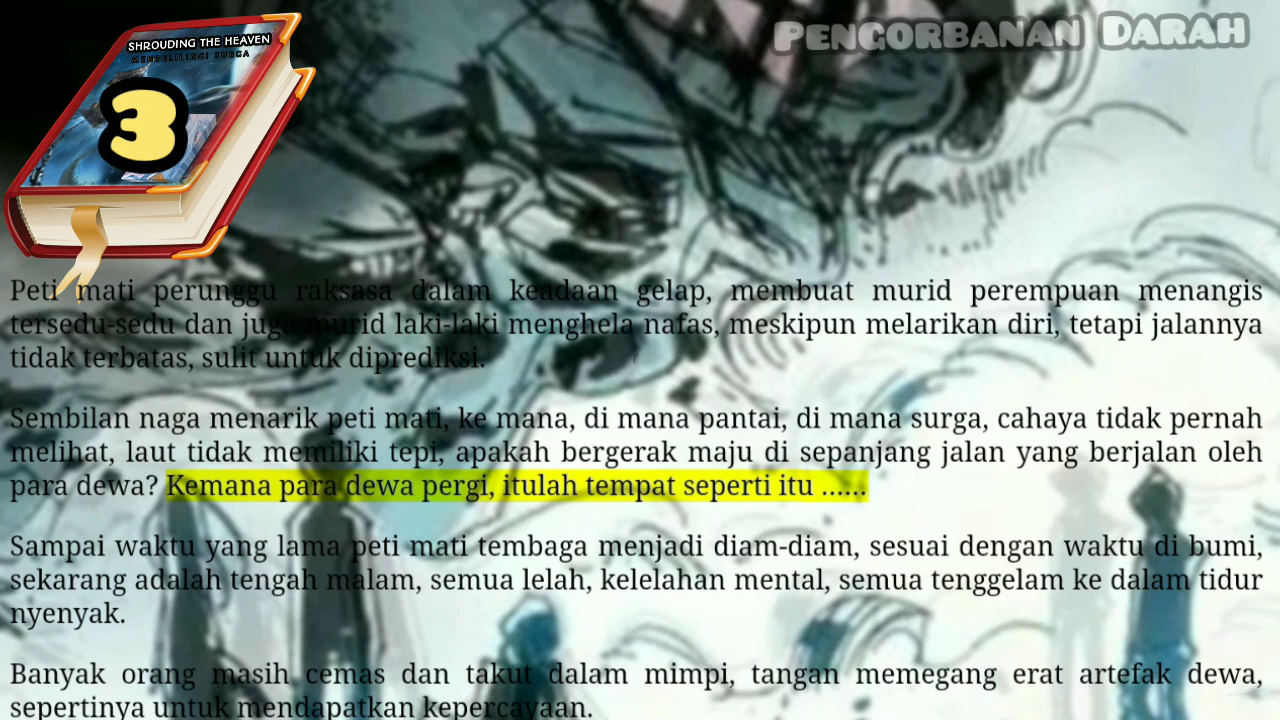 SHROUDING THE HEAVEN
MENGELILINGI SURGA
3
PENGORBANAN DARAH
Peti mati perunggu raksasa dalam keadaan gelap, membuat murid perempuan menangis
tersedu-sedu dan juga murid laki-laki menghela nafas, meskipun melarikan diri, tetapi jalannya
tidak terbatas, sulit untuk diprediksi.
Sembilan naga menarik peti mati, ke mana, di mana pantai, di mana surga, cahaya tidak pernah
melihat, laut tidak memiliki tepi, apakah bergerak maju di sepanjang jalan yang berjalan oleh
para dewa? Kemana para dewa pergi, itulah tempat seperti itu ......
Sampai waktu yang lama peti mati tembaga menjadi diam-diam, sesuai dengan waktu di bumi,
sekarang adalah tengah malam, semua lelah, kelelahan mental, semua tenggelam ke dalam tidur
nyenyak.
Banyak orang masih cemas dan takut dalam mimpi, tangan memegang erat artefak dewa,
sepertinya untuk mendapatkan kepercayaan.